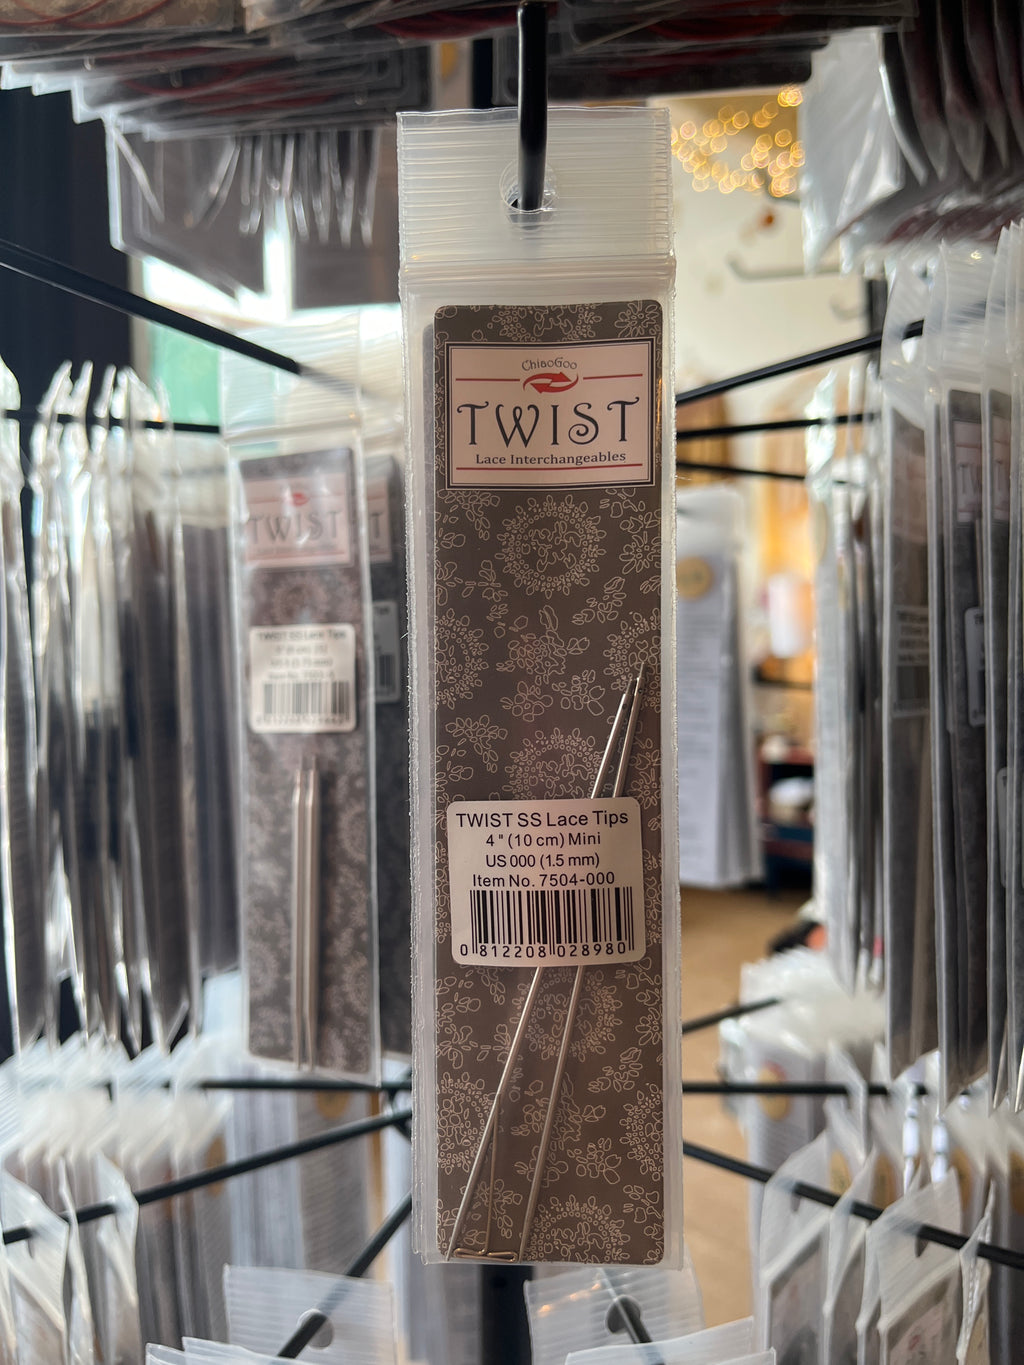 ChiaoGoo
TWIST
Lace Interchangeables
TWIST SS Lace Tips
4" (10 cm) Mini
US 000 (1.5 mm)
Item No. 7504-000
0 812208 028980
TWIST
TWIST SS Lace Tips